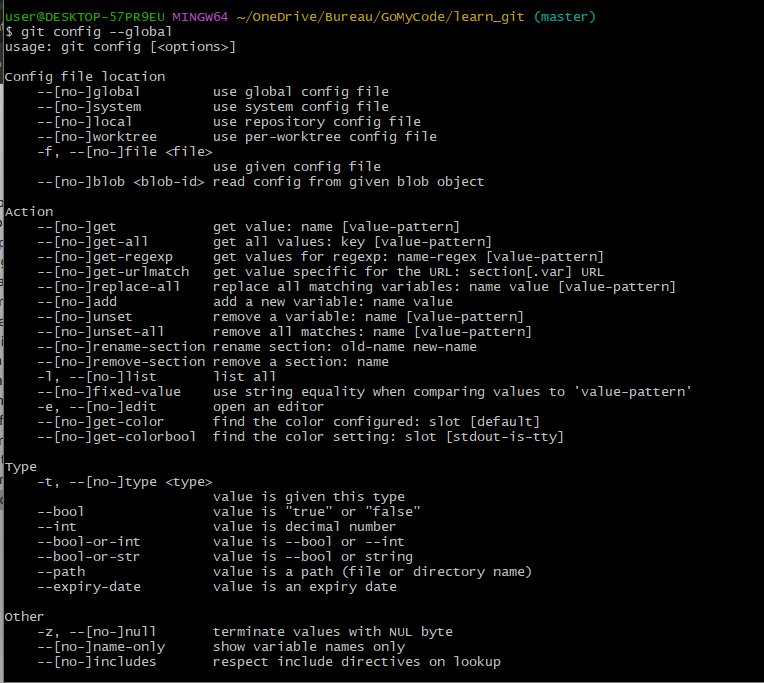 user@DESKTOP-57PR9EU MINGW64 ~/OneDrive/Bureau/GoMyCode/learn_git (master)
$ git config --global
usage: git config [<options>]

Config file location
    --[no-]global         use global config file
    --[no-]system         use system config file
    --[no-]local          use repository config file
    --[no-]worktree       use per-worktree config file
    -f, --[no-]file <file>
                          use given config file
    --[no-]blob <blob-id> read config from given blob object

Action
    --[no-]get            get value: name [value-pattern]
    --[no-]get-all        get all values: key [value-pattern]
    --[no-]get-regexp     get values for regexp: name-regex [value-pattern]
    --[no-]get-urlmatch   get value specific for the URL: section[.var] URL
    --[no-]replace-all    replace all matching variables: name value [value-pattern]
    --[no-]add            add a new variable: name value
    --[no-]unset          remove a variable: name [value-pattern]
    --[no-]unset-all      remove all matches: name [value-pattern]
    --[no-]rename-section rename section: old-name new-name
    --[no-]remove-section remove a section: name
    -l, --[no-]list       list all
    --[no-]fixed-value    use string equality when comparing values to 'value-pattern'
    -e, --[no-]edit       open an editor
    --[no-]get-color      find the color configured: slot [default]
    --[no-]get-colorbool  find the color setting: slot [stdout-is-tty]

Type
    -t, --[no-]type <type>
                          value is given this type
    --bool                value is "true" or "false"
    --int                 value is decimal number
    --bool-or-int         value is --bool or --int
    --bool-or-str         value is --bool or string
    --path                value is a path (file or directory name)
    --expiry-date         value is an expiry date

Other
    -z, --[no-]null       terminate values with NUL byte
    --[no-]name-only      show variable names only
    --[no-]includes       respect include directives on lookup